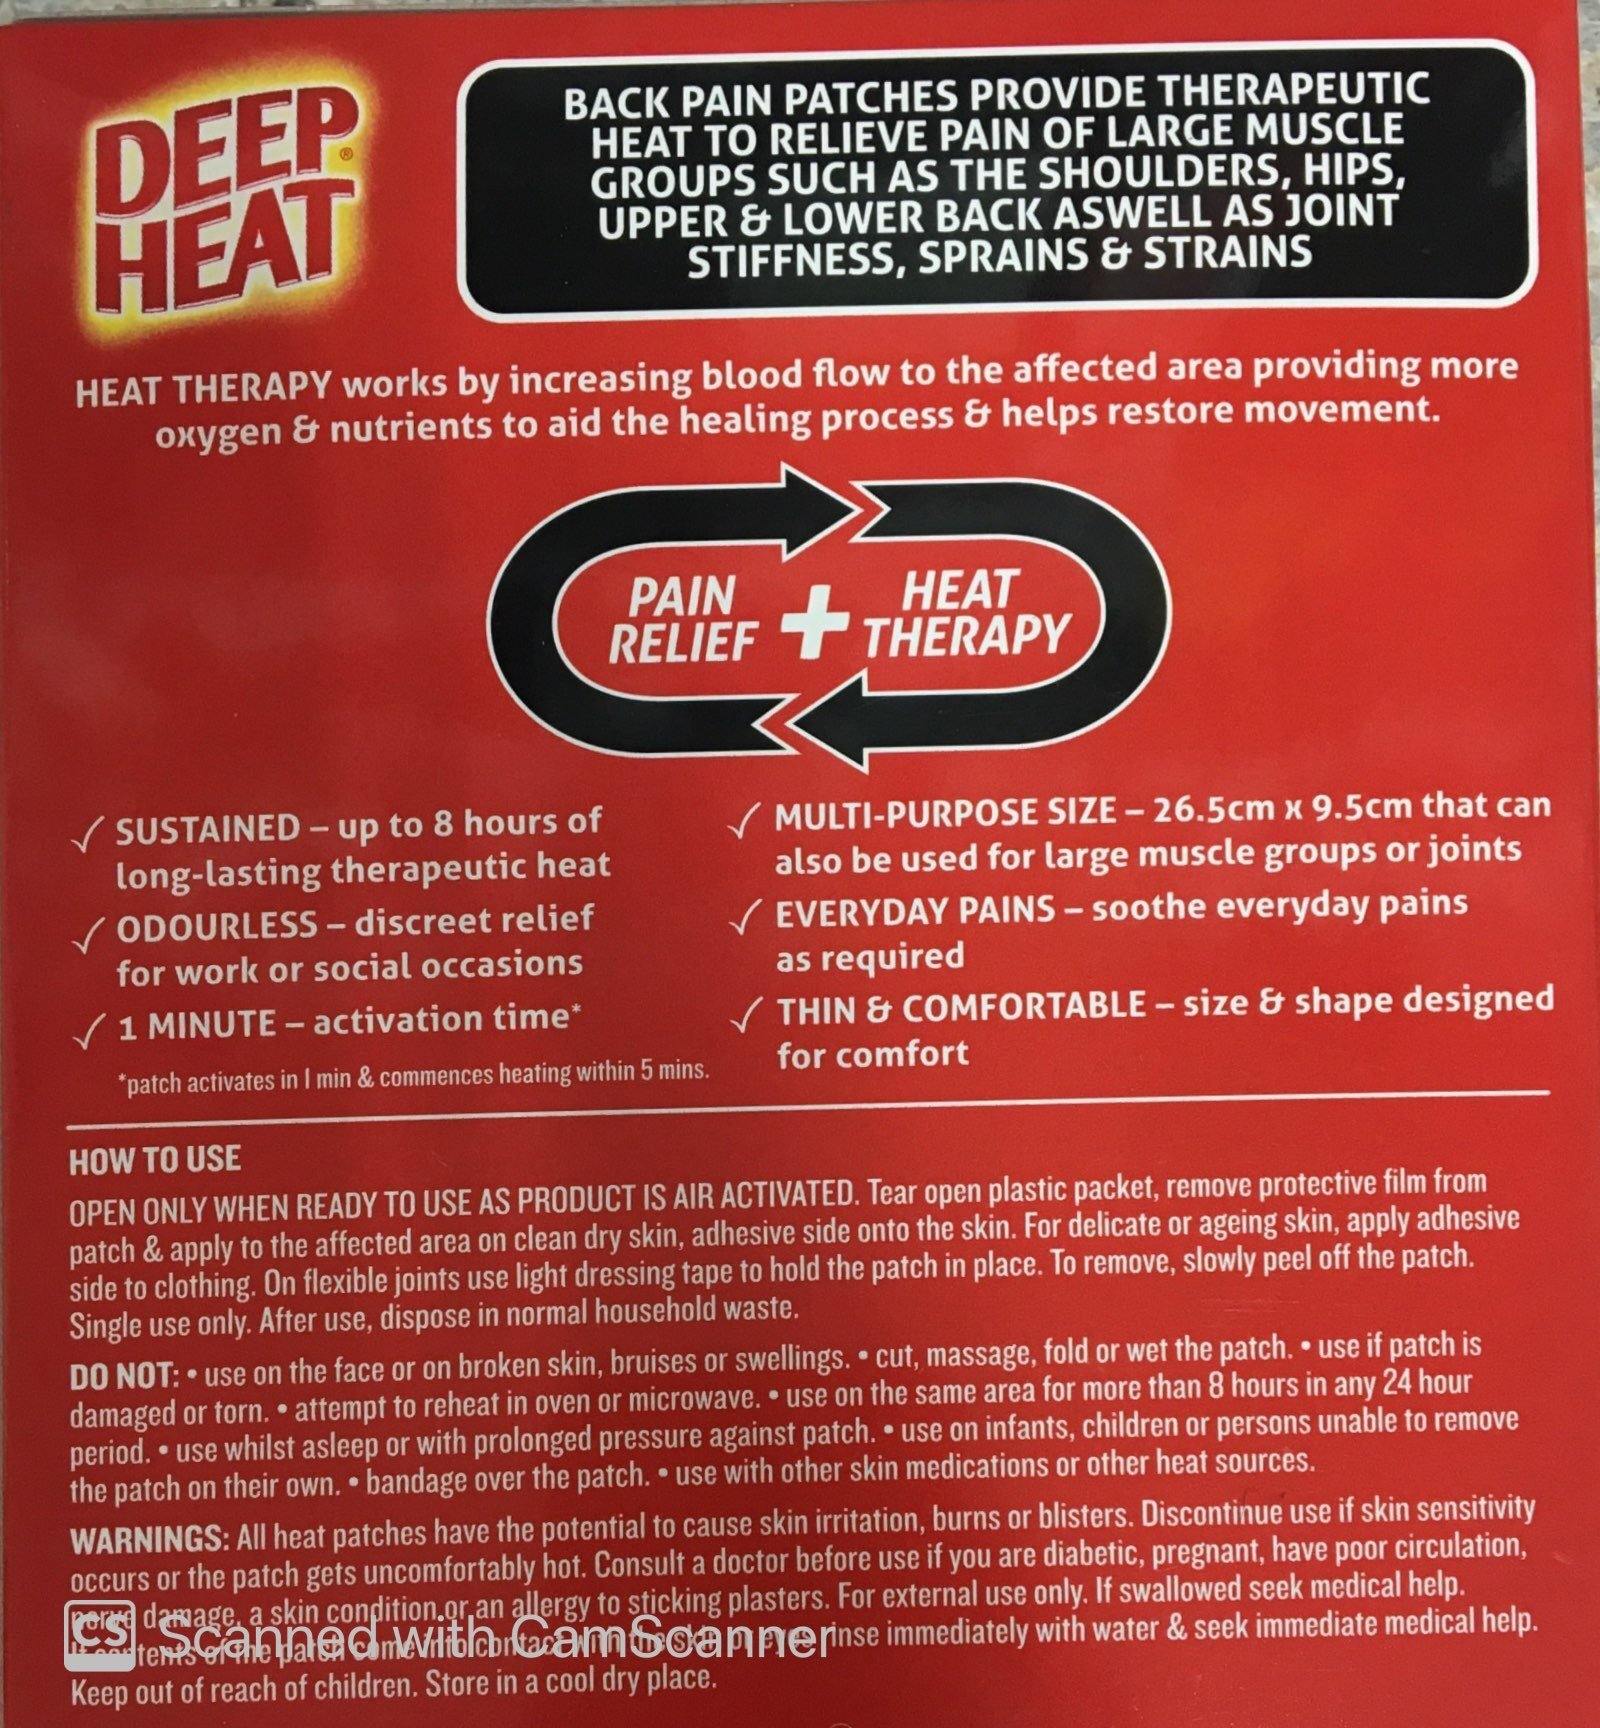 DEEP
HEAT®
BACK PAIN PATCHES PROVIDE THERAPEUTIC
HEAT TO RELIEVE PAIN OF LARGE MUSCLE
GROUPS SUCH AS THE SHOULDERS, HIPS,
UPPER & LOWER BACK ASWELL AS JOINT
STIFFNESS, SPRAINS & STRAINS
HEAT THERAPY works by increasing blood flow to the affected area providing more
oxygen & nutrients to aid the healing process & helps restore movement.
PAIN
RELIEF
+
HEAT
THERAPY
✓ SUSTAINED – up to 8 hours of
long-lasting therapeutic heat
✓ ODOURLESS – discreet relief
for work or social occasions
✓ 1 MINUTE – activation time*
*patch activates in 1 min & commences heating within 5 mins.
✓ MULTI-PURPOSE SIZE – 26.5cm x 9.5cm that can
also be used for large muscle groups or joints
✓ EVERYDAY PAINS – soothe everyday pains
as required
✓ THIN & COMFORTABLE – size & shape designed
for comfort
HOW TO USE
OPEN ONLY WHEN READY TO USE AS PRODUCT IS AIR ACTIVATED. Tear open plastic packet, remove protective film from
patch & apply to the affected area on clean dry skin, adhesive side onto the skin. For delicate or ageing skin, apply adhesive
side to clothing. On flexible joints use light dressing tape to hold the patch in place. To remove, slowly peel off the patch.
Single use only. After use, dispose in normal household waste.
DO NOT: • use on the face or on broken skin, bruises or swellings. • cut, massage, fold or wet the patch. • use if patch is
damaged or torn. • attempt to reheat in oven or microwave. • use on the same area for more than 8 hours in any 24 hour
period. • use whilst asleep or with prolonged pressure against patch. • use on infants, children or persons unable to remove
the patch on their own. • bandage over the patch. • use with other skin medications or other heat sources.
WARNINGS: All heat patches have the potential to cause skin irritation, burns or blisters. Discontinue use if skin sensitivity
occurs or the patch gets uncomfortably hot. Consult a doctor before use if you are diabetic, pregnant, have poor circulation,
nerve damage, a skin condition or an allergy to sticking plasters. For external use only. If swallowed seek medical help.
If contents of the patch come into contact with the skin or eyes rinse immediately with water & seek immediate medical help.
Keep out of reach of children. Store in a cool dry place.
CS Scanned with CamScanner